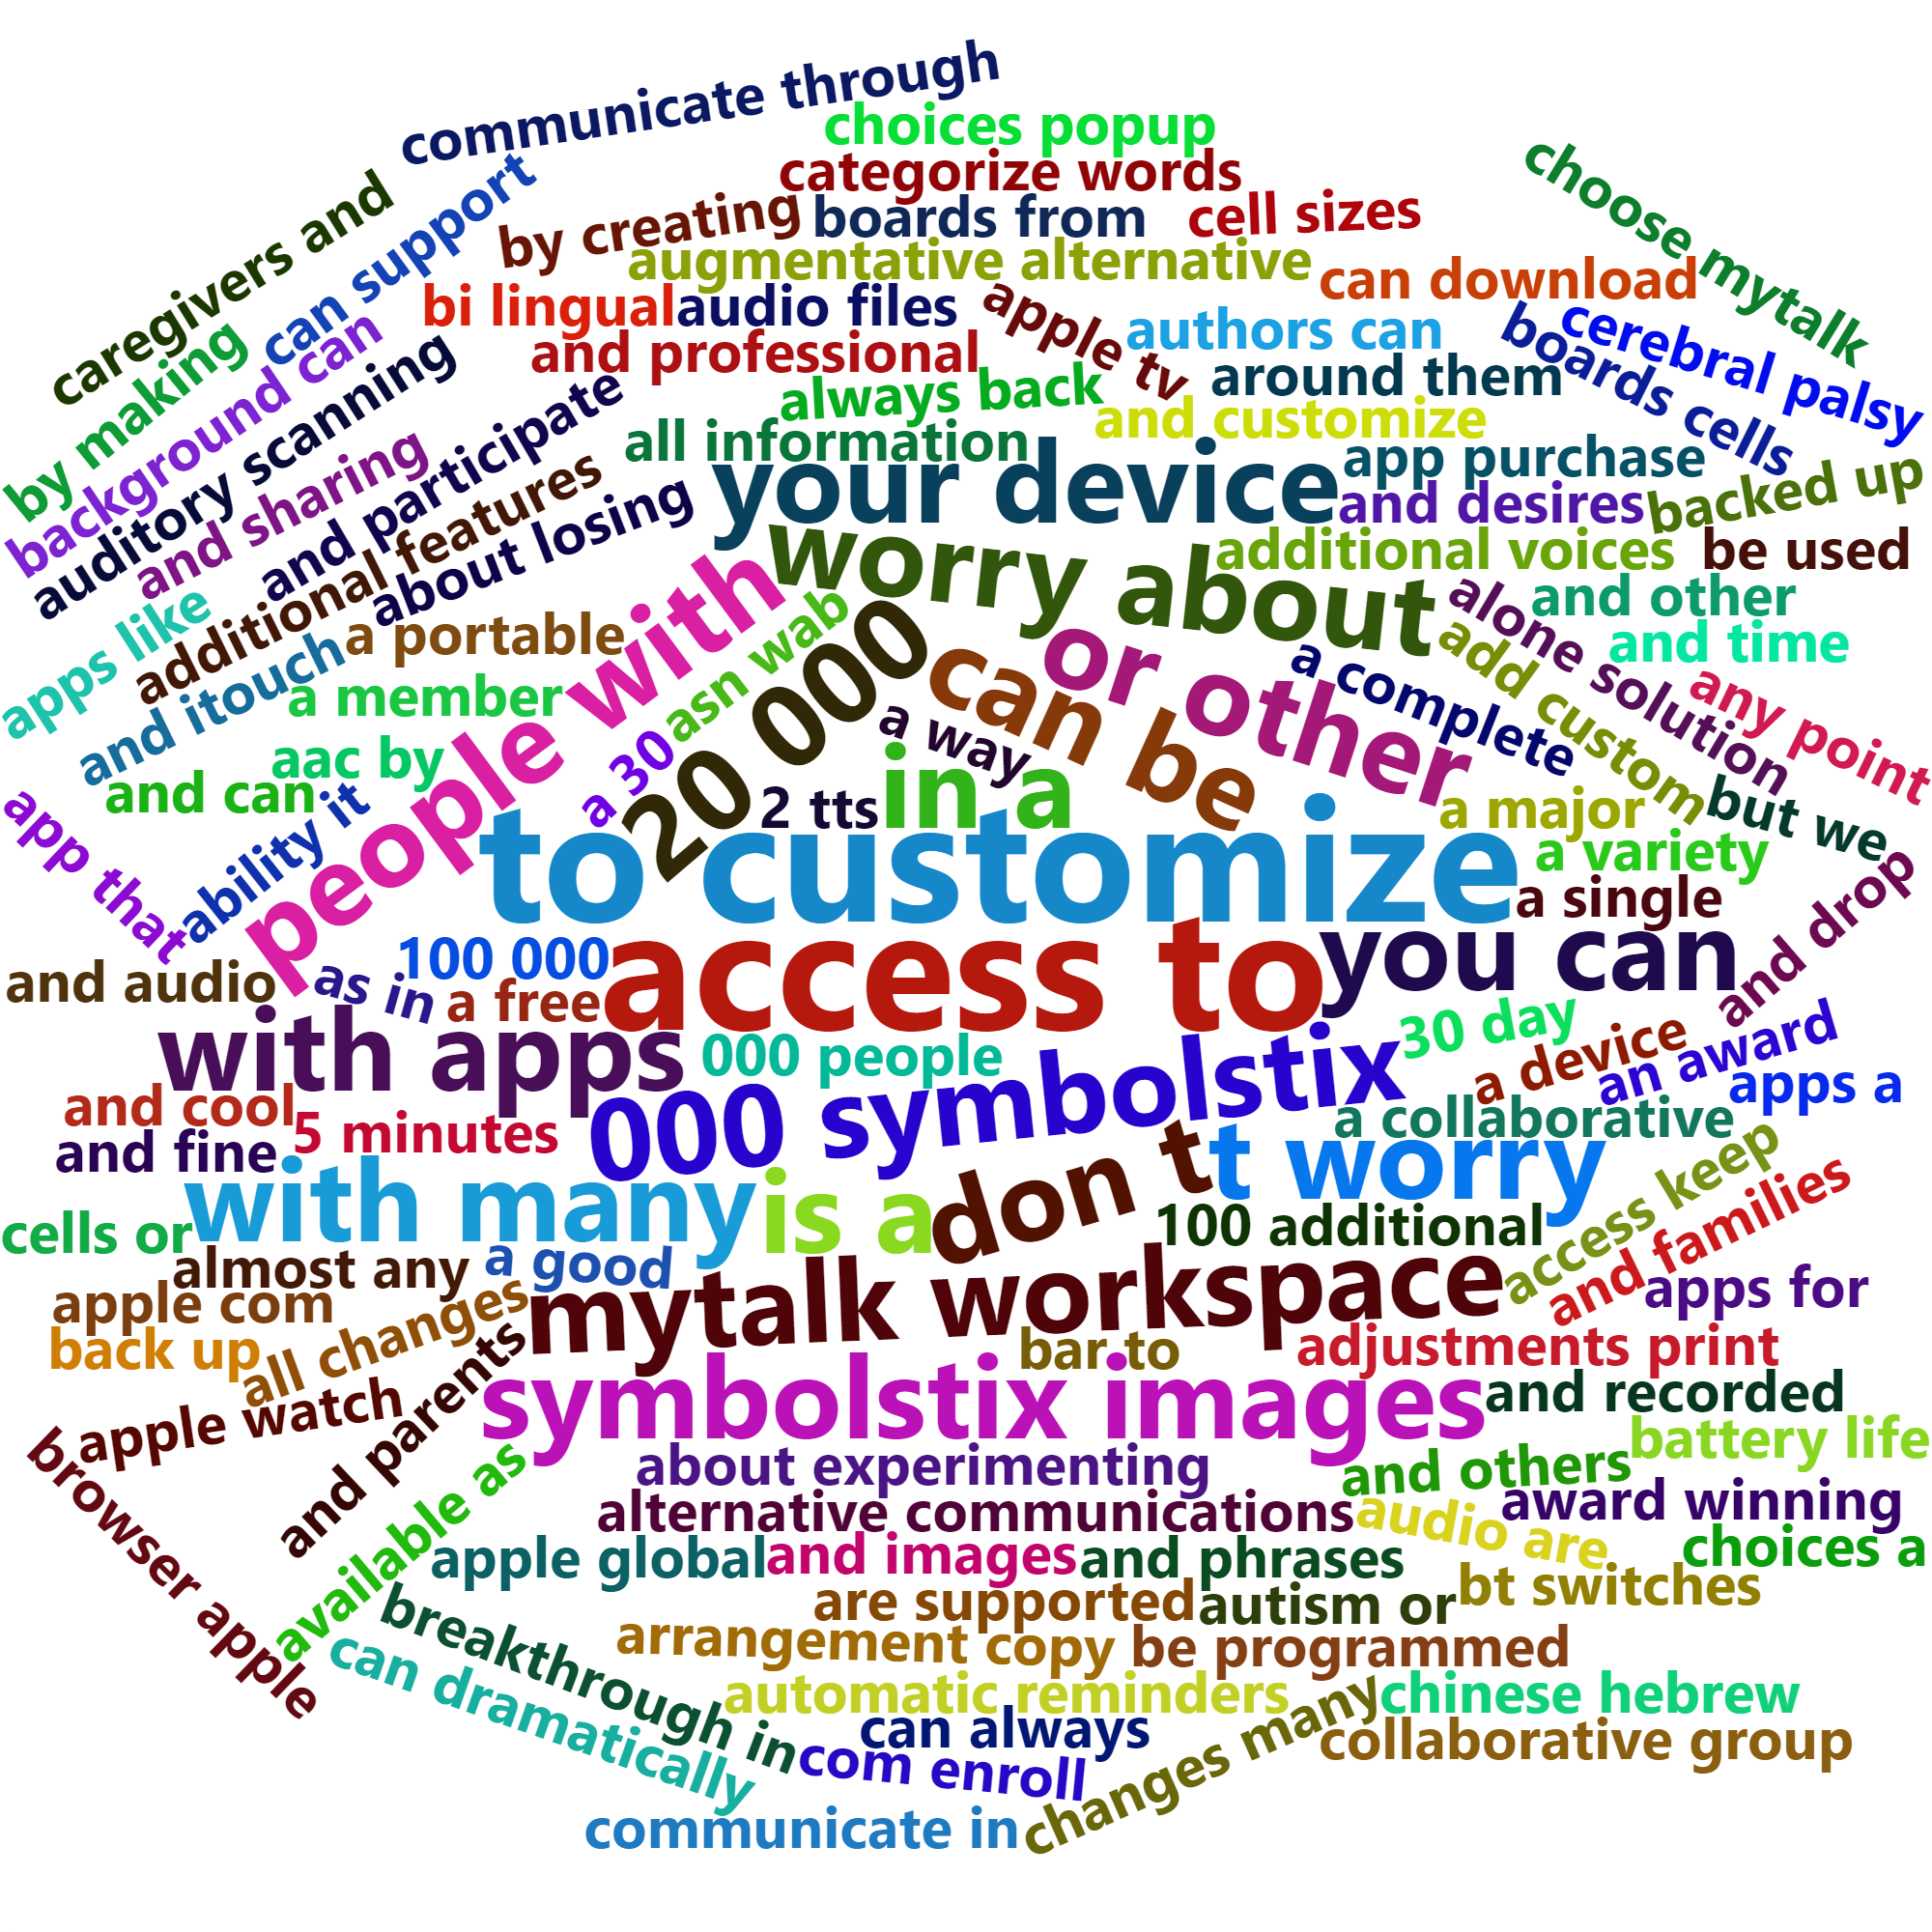 communicate through
choices popup
categorize words
choose mytalk
caregivers and
can support
by creating
boards from
cell sizes
augmentative alternative
can download
bi lingual
audio files
apple tv
authors can
boards cells
cerebral palsy
by making
background can
and professional
around them
auditory scanning
always back
and customize
and sharing
and participate
all information
your device
app purchase
additional features
about losing
and desires
backed up
worry about
additional voices
be used
apps like
and itouch
a portable
people with
asn wab
20 000
can be
or other
alone solution
and other
add custom
and time
a complete
any point
a member
a way
aac by
a 30
and can
2 tts
in a
a major
but we
app that
ability it
to customize
a variety
a single
and drop
100 000
access to
you can
and audio
as in
a free
with apps
000 people
30 day
a device
an award
000 symbolstix
apps a
and cool
5 minutes
a collaborative
and fine
with many
is a
don t
t worry
access keep
cells or
100 additional
and families
almost any
a good
mytalk workspace
apps for
apple com
all changes
back up
bar to
adjustments print
apple watch
and parents
symbolstix images
and recorded
browser apple
available as
about experimenting
and others
battery life
alternative communications
audio are
award winning
apple global
and images
and phrases
choices a
breakthrough in
are supported
autism or
bt switches
can dramatically
arrangement copy
be programmed
automatic reminders
chinese hebrew
can always
changes many
collaborative group
com enroll
communicate in